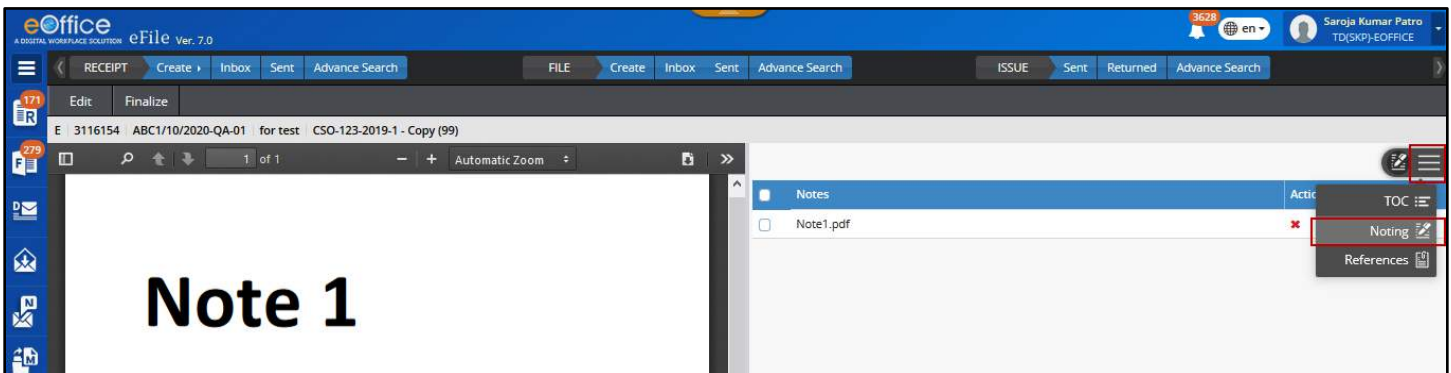 eOffice
A DIGITAL WORKPLACE SOLUTION eFile Ver. 7.0
3628 en
Saroja Kumar Patro
TD(SKP)-EOFFICE
RECEIPT Create Inbox Sent Advance Search FILE Create Inbox Sent Advance Search ISSUE Sent Returned Advance Search
171 R
Edit Finalize
E 3116154 ABC1/10/2020-QA-01 for test CSO-123-2019-1 - Copy (99)
279 F
1 of 1 Automatic Zoom
Notes
TOC
D
Note1.pdf
Noting
References
Note 1
N
M